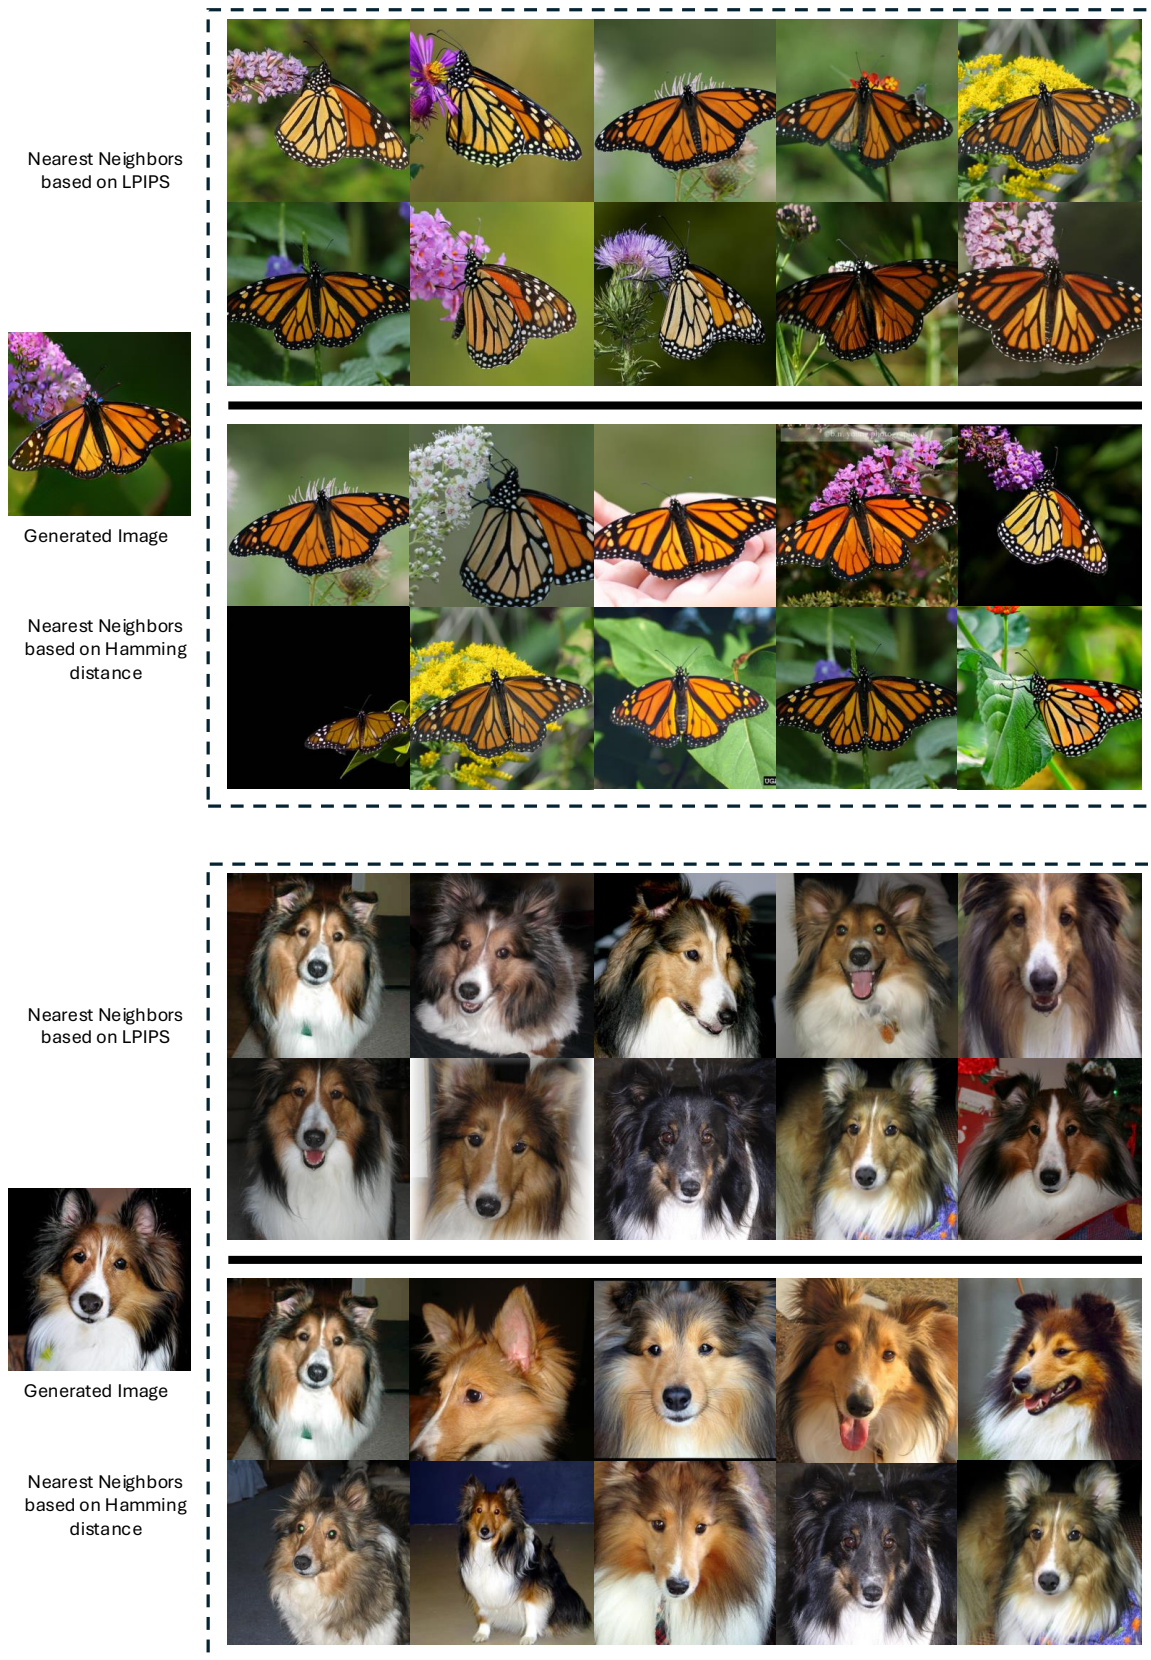 Nearest Neighbors
based on LPIPS
Generated Image
Nearest Neighbors
based on Hamming
distance
Nearest Neighbors
based on LPIPS
Generated Image
Nearest Neighbors
based on Hamming
distance